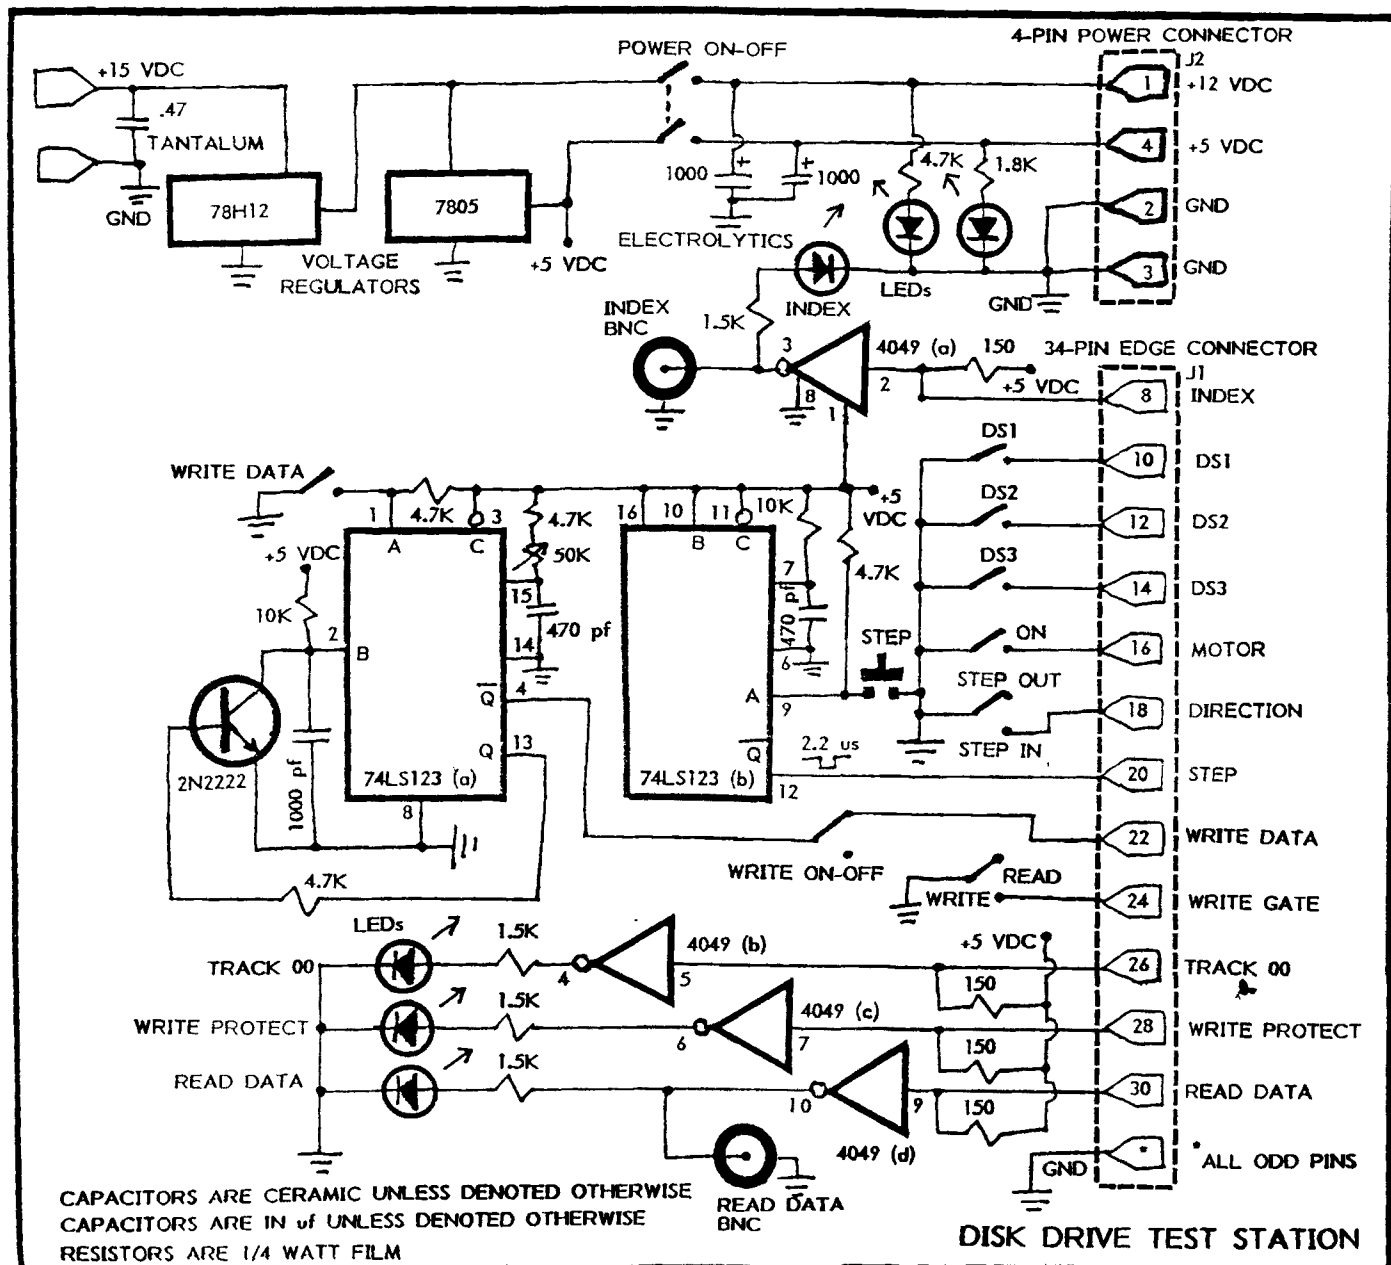 4-PIN POWER CONNECTOR
POWER ON-OFF
J2
+15 VDC
1
+12 VDC
.47
TANTALUM
4
+5 VDC
4.7K
1.8K
1000
+
+
1000
78H12
7805
2
GND
GND
ELECTROLYTICS
VOLTAGE
REGULATORS
+5 VDC
3
GND
LEDs
GND
INDEX
INDEX
BNC
1.5K
3
4049 (a)
150
34-PIN EDGE CONNECTOR
J1
2
+5 VDC
8
1
8
INDEX
DS1
10
DS1
WRITE DATA
+5
VDC
DS2
12
DS2
1
4.7K
3
4.7K
16
10
11
10K
A
C
B
C
+5 VDC
50K
7
4.7K
DS3
14
DS3
15
10K
470 pf
470 pf
2
14
6
STEP
ON
16
MOTOR
B
4
Q
A
9
STEP OUT
18
DIRECTION
STEP IN
Q
13
Q
2.2 us
2N2222
1000 pf
74LS123 (a)
74LS123 (b)
12
20
STEP
8
22
WRITE DATA
WRITE ON-OFF
READ
4.7K
WRITE
24
WRITE GATE
LEDs
1.5K
4049 (b)
+5 VDC
TRACK 00
4
5
26
TRACK 00
150
1.5K
4049 (c)
WRITE PROTECT
6
7
28
WRITE PROTECT
150
1.5K
READ DATA
10
9
30
READ DATA
150
4049 (d)
GND
*
*ALL ODD PINS
READ DATA
BNC
CAPACITORS ARE CERAMIC UNLESS DENOTED OTHERWISE
CAPACITORS ARE IN uf UNLESS DENOTED OTHERWISE
RESISTORS ARE 1/4 WATT FILM
DISK DRIVE TEST STATION